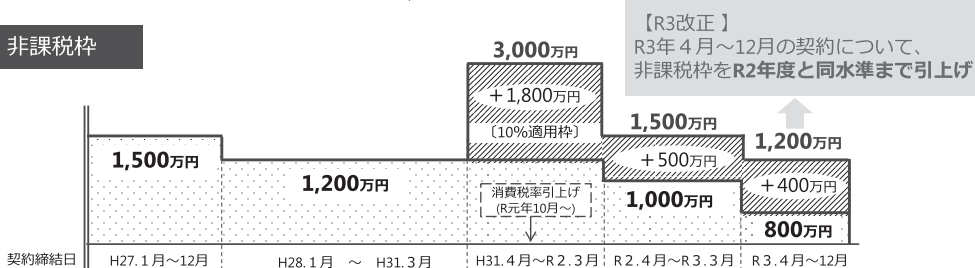 非課税枠
【R3改正 】
R3年４月～12月の契約について、
非課税枠をR2年度と同水準まで引上げ
3,000万円
＋1,800万円
〔10%適用枠〕
1,500万円
＋500万円
1,200万円
＋400万円
1,500万円
1,200万円
消費税率引上げ
(R元年10月～)
1,000万円
800万円
契約締結日
H27.１月～12月
H28.１月　～　H31.３月
H31.４月～R２.３月
R２.４月～R３.３月
R３.４月～12月